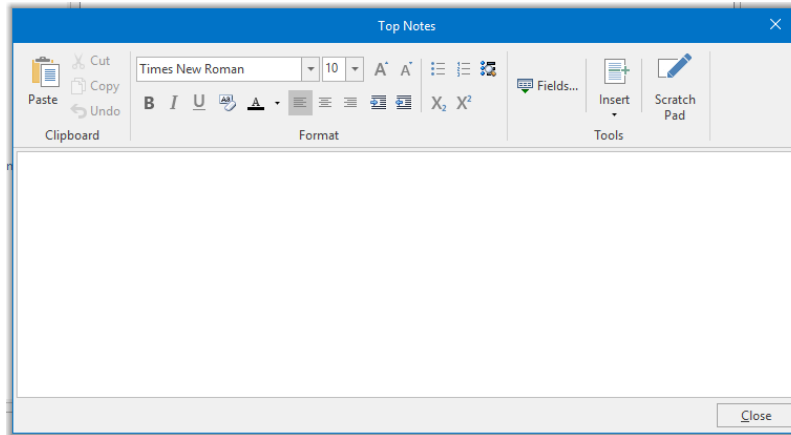 Top Notes
Paste
Cut
Copy
Undo
Clipboard
Times New Roman 10 A A
B I U A X₂ X²
Format
Fields...
Insert
Scratch
Pad
Tools
Close